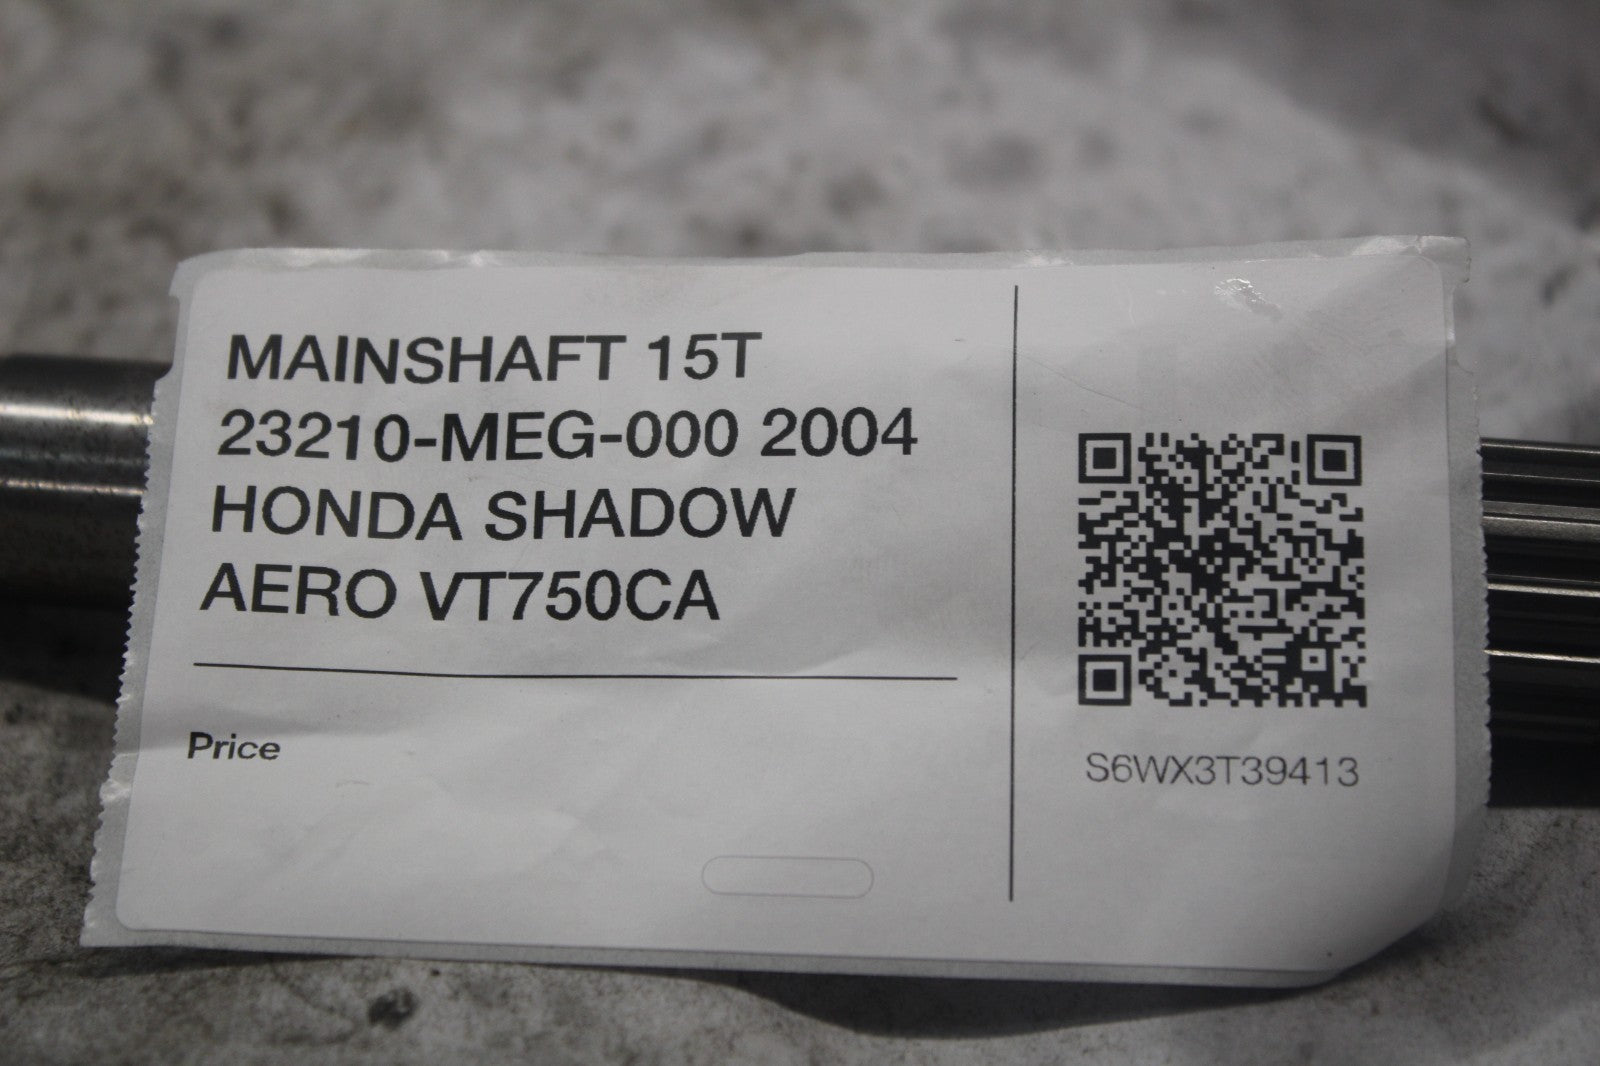 MAINSHAFT 15T
23210-MEG-000 2004
HONDA SHADOW
AERO VT750CA
Price
S6WX3T39413